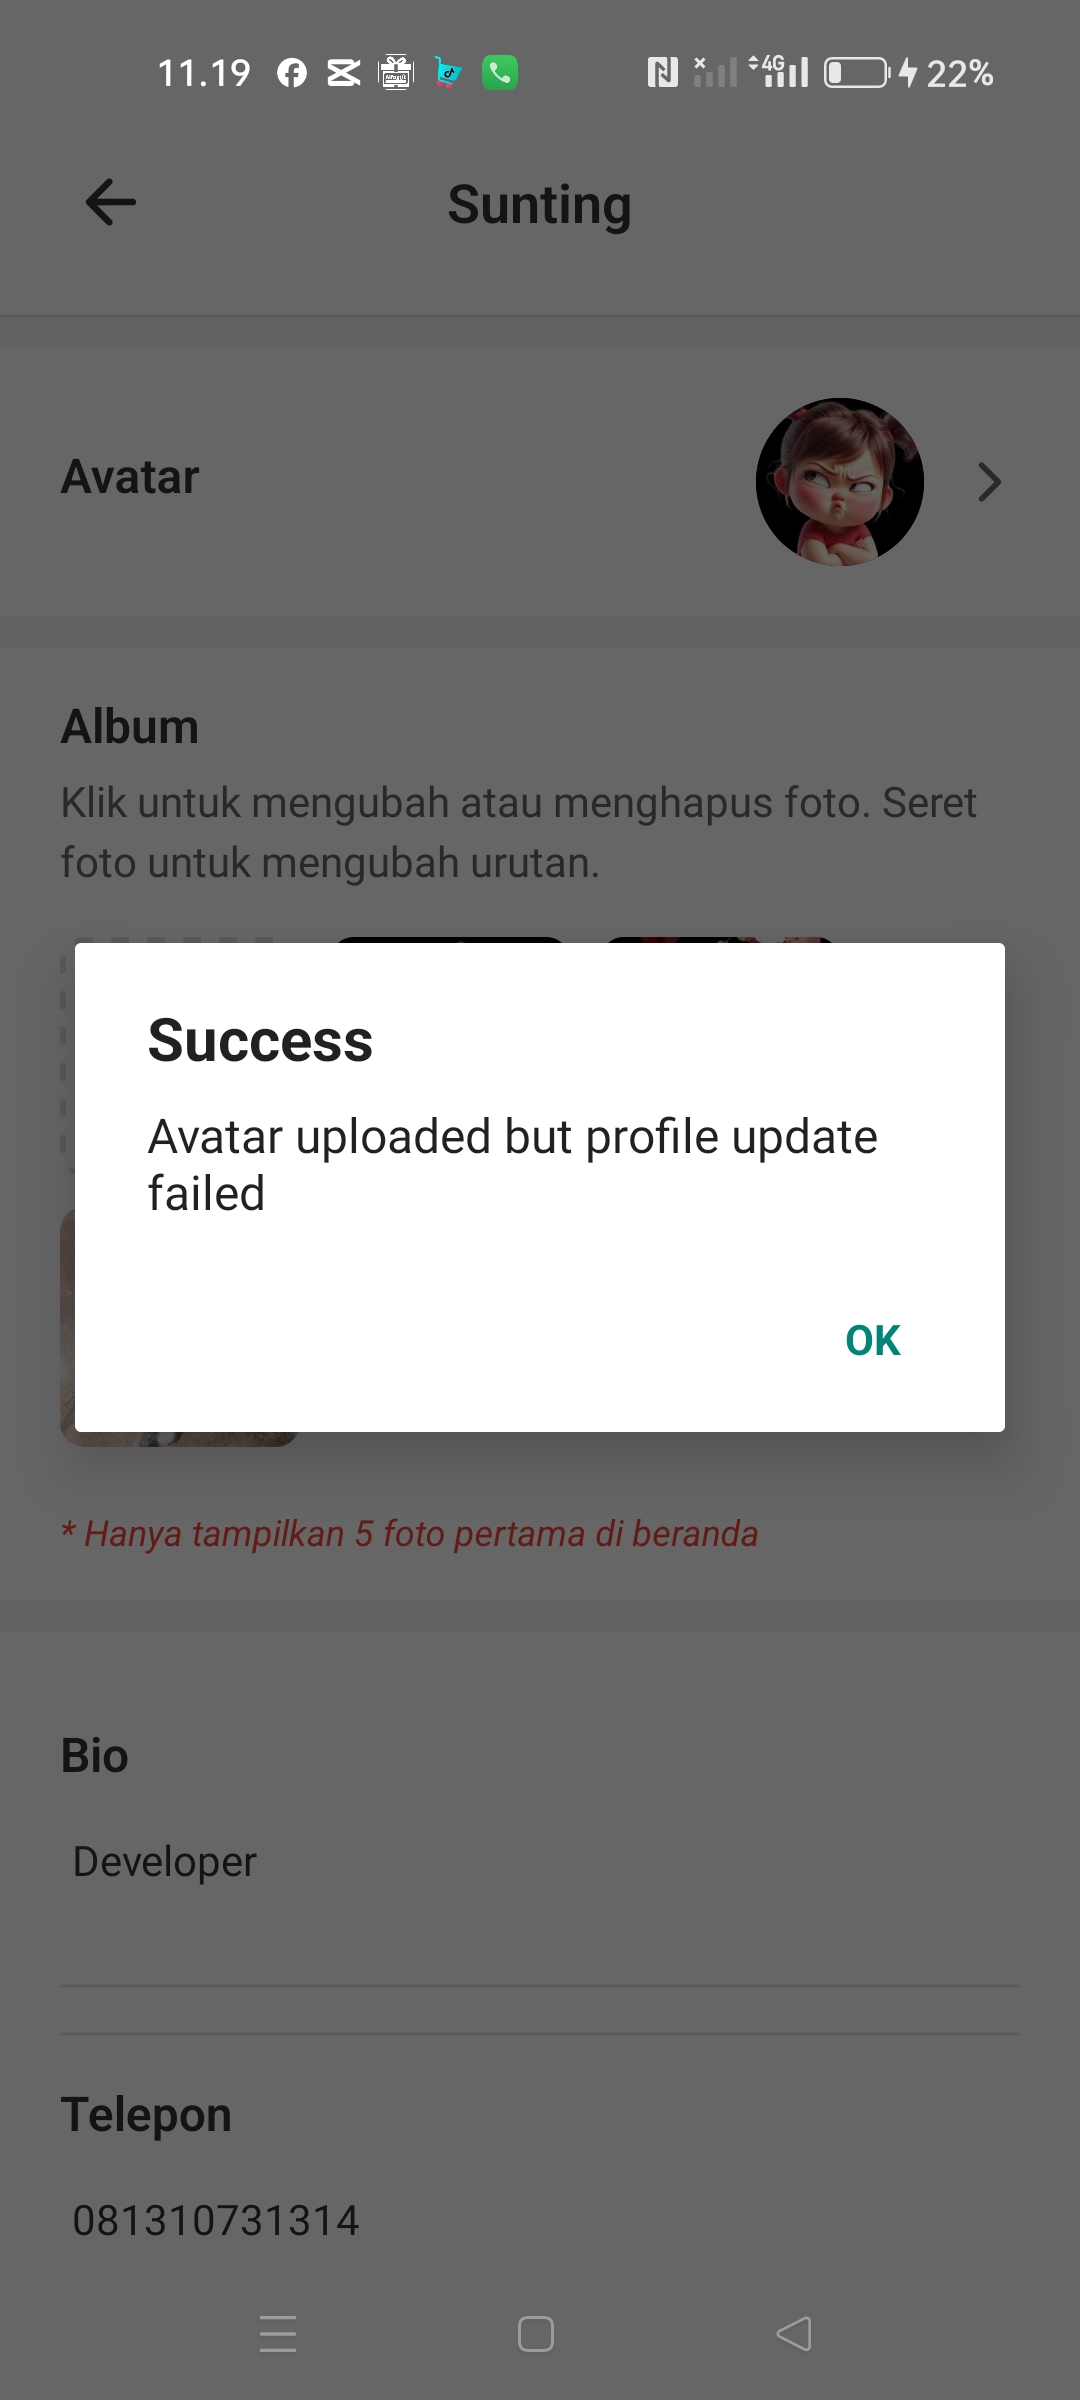 11.19
4G
22%
Sunting
Avatar
Album
Klik untuk mengubah atau menghapus foto. Seret
foto untuk mengubah urutan.
Success
Avatar uploaded but profile update
failed
OK
* Hanya tampilkan 5 foto pertama di beranda
Bio
Developer
Telepon
081310731314